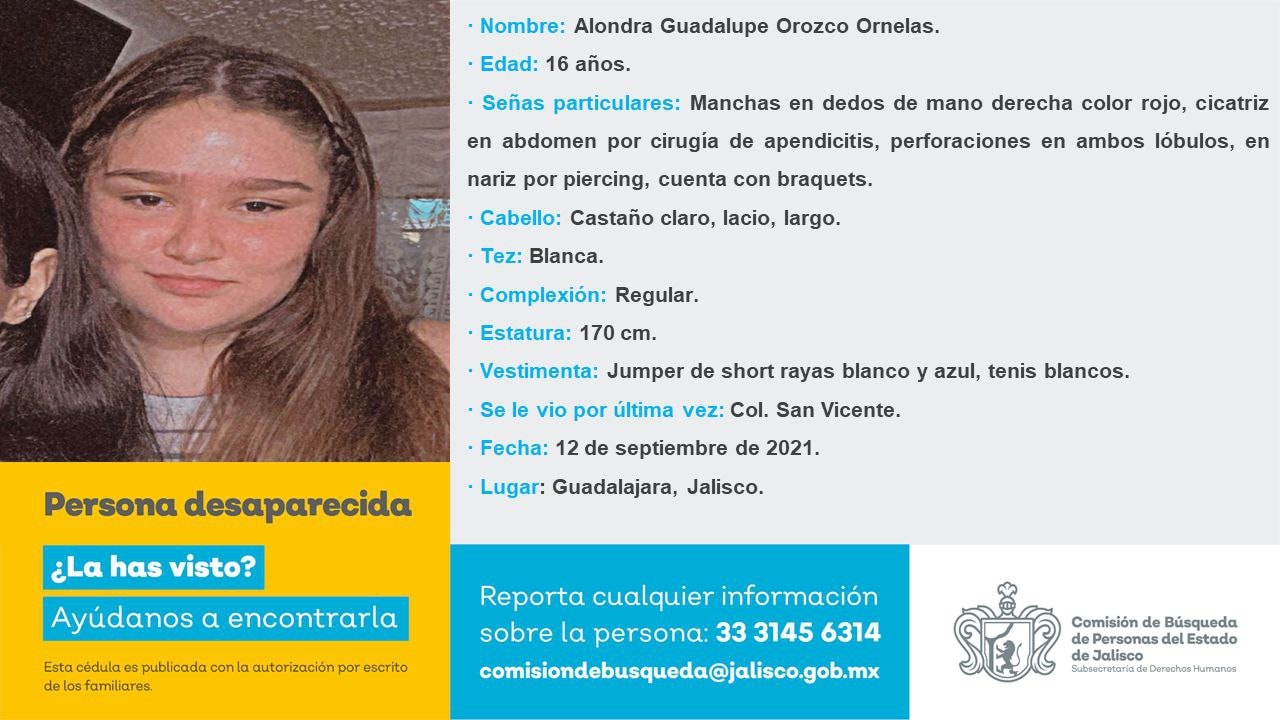 · Nombre: Alondra Guadalupe Orozco Ornelas.
· Edad: 16 años.
· Señas particulares: Manchas en dedos de mano derecha color rojo, cicatriz
en abdomen por cirugía de apendicitis, perforaciones en ambos lóbulos, en
nariz por piercing, cuenta con braquets.
· Cabello: Castaño claro, lacio, largo.
· Tez: Blanca.
· Complexión: Regular.
· Estatura: 170 cm.
· Vestimenta: Jumper de short rayas blanco y azul, tenis blancos.
· Se le vio por última vez: Col. San Vicente.
· Fecha: 12 de septiembre de 2021.
· Lugar: Guadalajara, Jalisco.
Persona desaparecida
¿La has visto?
Ayúdanos a encontrarla
Esta cédula es publicada con la autorización por escrito
de los familiares.
Reporta cualquier información
sobre la persona: 33 3145 6314
comisiondebusqueda@jalisco.gob.mx
Comisión de Búsqueda
de Personas del Estado
de Jalisco
Subsecretaría de Derechos Humanos